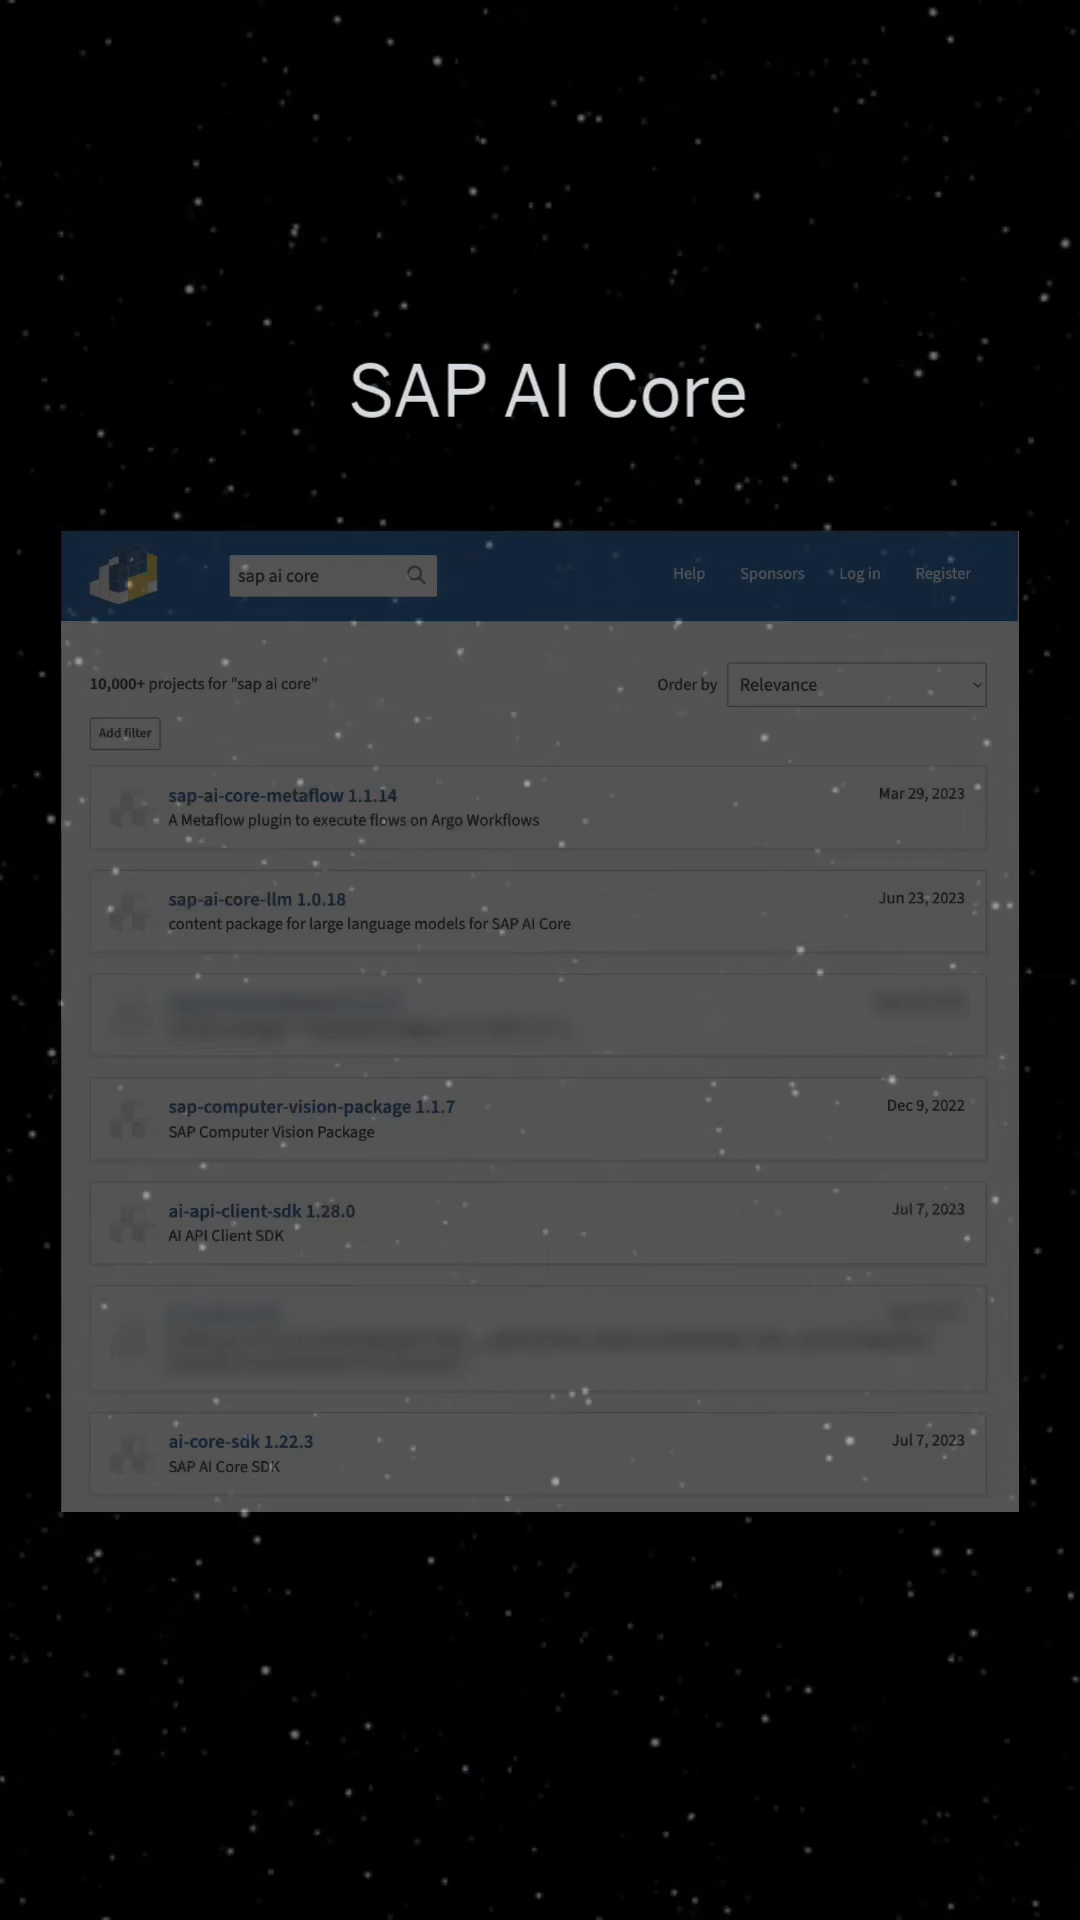 SAP AI Core
sap ai core
Help Sponsors Log in Register
10,000+ projects for "sap ai core"
Order by Relevance
Add filter
sap-ai-core-metaflow 1.1.14 Mar 29, 2023
A Metaflow plugin to execute flows on Argo Workflows
sap-ai-core-llm 1.0.18 Jun 23, 2023
content package for large language models for SAP AI Core
sap-computer-vision-package 1.1.7 Dec 9, 2022
SAP Computer Vision Package
ai-api-client-sdk 1.28.0 Jul 7, 2023
AI API Client SDK
ai-core-sdk 1.22.3 Jul 7, 2023
SAP AI Core SDK